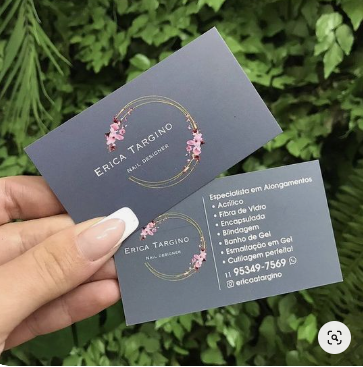 ERICA TARGINO
NAIL DESIGNER
ERICA TARGINO
NAIL DESIGNER
Especialista em Alongamentos
• Acrílico
• Fibra de Vidro
• Encapsulada
• Blindagem
• Banho de Gel
• Esmaltação em Gel
• Cutilagem perfeita!
11 95349-7569
ericaatargino